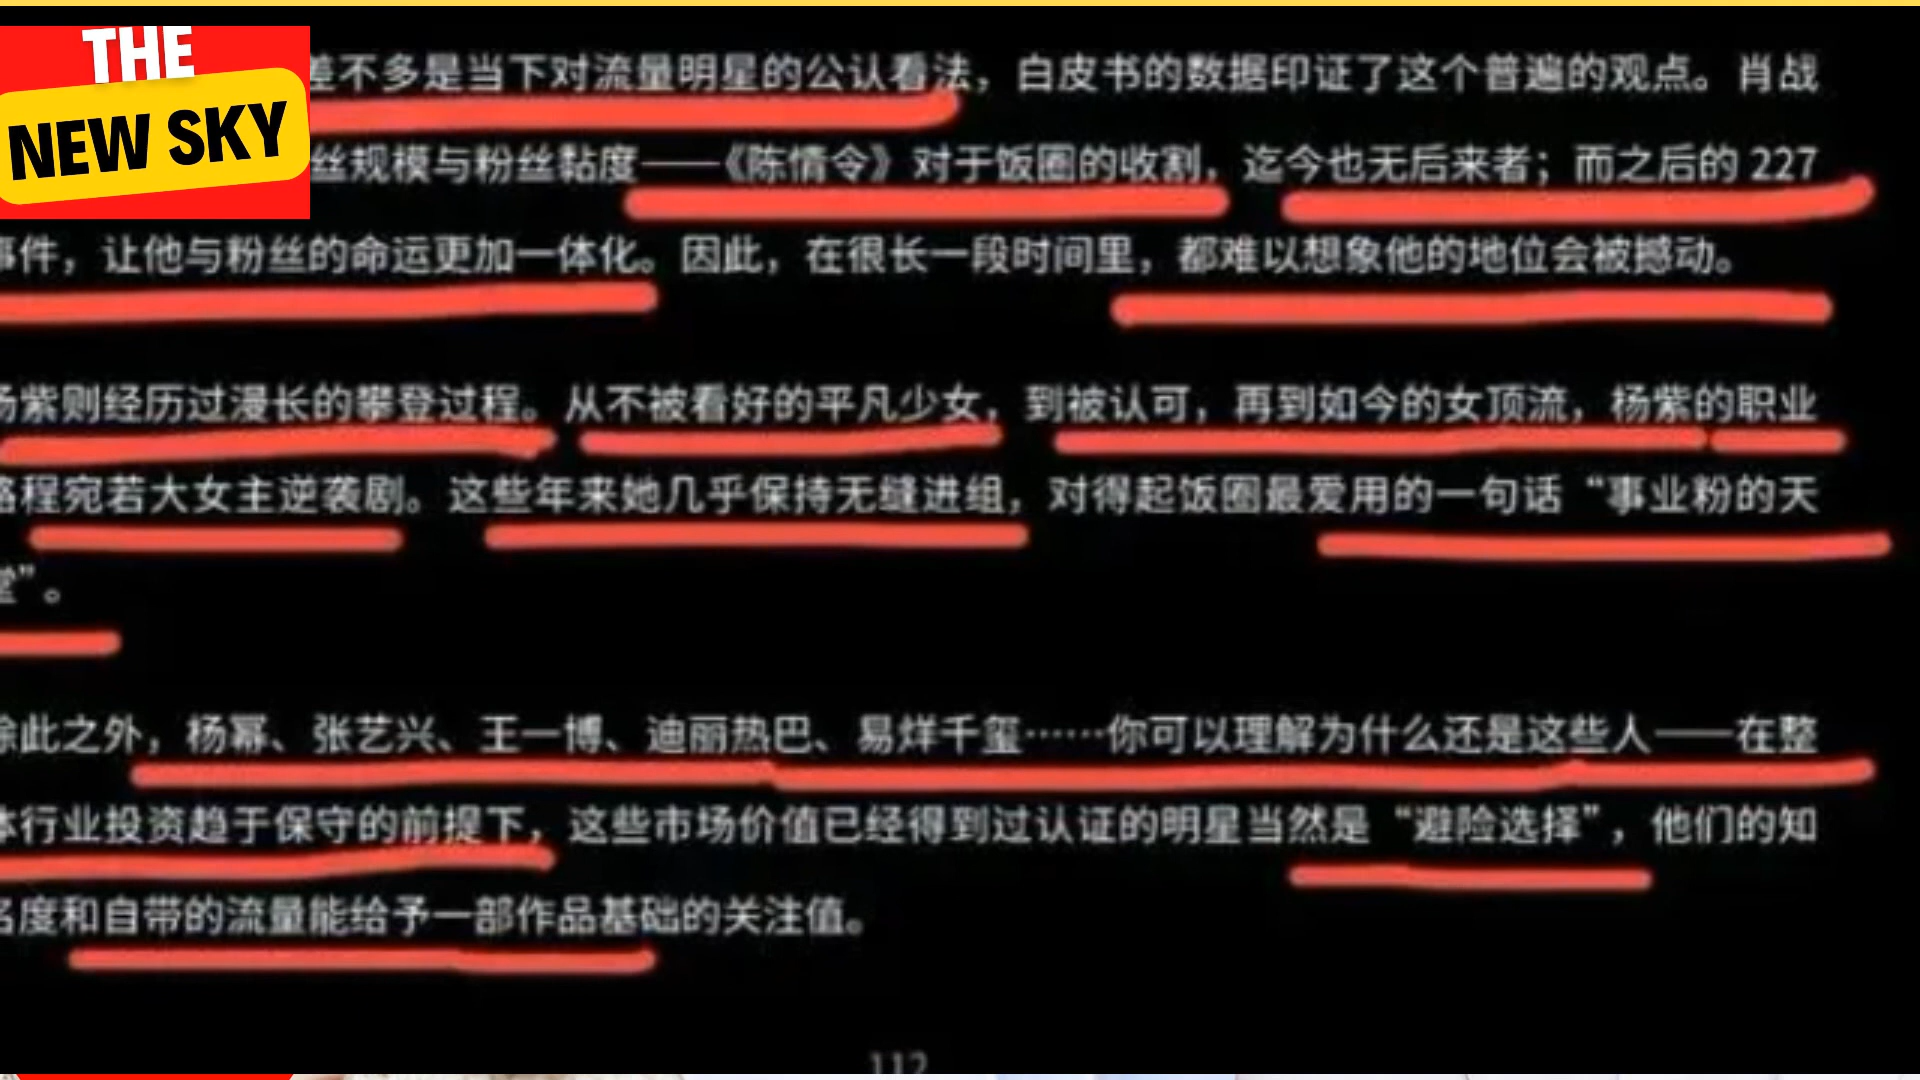 THE
NEW SKY
差不多是当下对流量明星的公认看法，白皮书的数据印证了这个普遍的观点。肖战
丝规模与粉丝黏度——《陈情令》对于饭圈的收割，迄今也无后来者；而之后的 227
事件，让他与粉丝的命运更加一体化。因此，在很长一段时间里，都难以想象他的地位会被撼动。
杨紫则经历过漫长的攀登过程。从不被看好的平凡少女，到被认可，再到如今的女顶流，杨紫的职业
路程宛若大女主逆袭剧。这些年来她几乎保持无缝进组，对得起饭圈最爱用的一句话“事业粉的天
堂”。
除此之外，杨幂、张艺兴、王一博、迪丽热巴、易烊千玺……你可以理解为什么还是这些人——在整
体行业投资趋于保守的前提下，这些市场价值已经得到过认证的明星当然是“避险选择”，他们的知
名度和自带的流量能给予一部作品基础的关注值。
112